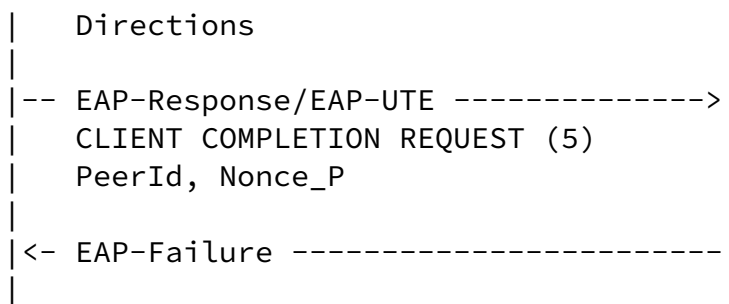 |   Directions
|
|-- EAP-Response/EAP-UTE -------------->
|   CLIENT COMPLETION REQUEST (5)
|   PeerId, Nonce_P
|
|<- EAP-Failure ------------------------
|